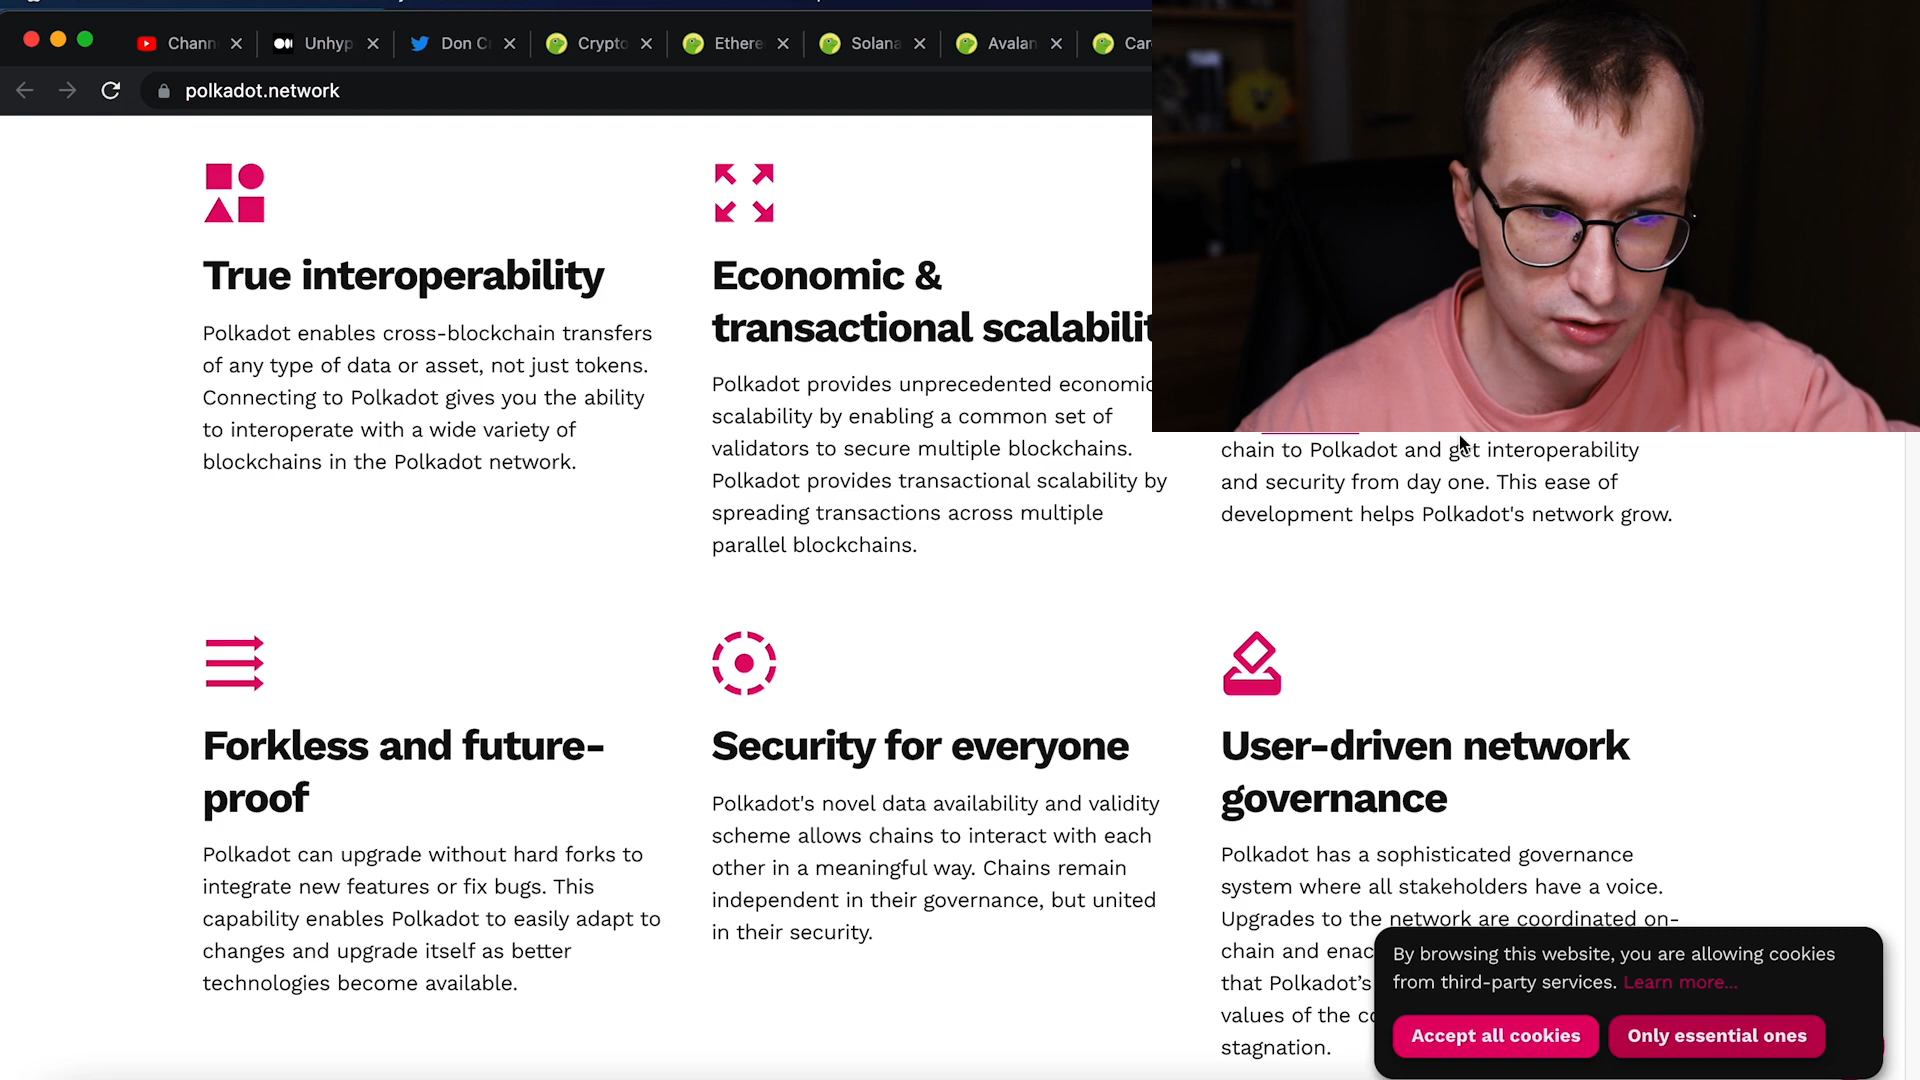 Chann
Unhyp
Don C
Crypto
Ethere
Solana
Avalan
Car
polkadot.network
True interoperability
Polkadot enables cross-blockchain transfers
of any type of data or asset, not just tokens.
Connecting to Polkadot gives you the ability
to interoperate with a wide variety of
blockchains in the Polkadot network.
Economic &
transactional scalabilit
Polkadot provides unprecedented economic
scalability by enabling a common set of
validators to secure multiple blockchains.
Polkadot provides transactional scalability by
spreading transactions across multiple
parallel blockchains.
chain to Polkadot and get interoperability
and security from day one. This ease of
development helps Polkadot's network grow.
Forkless and future-
proof
Polkadot can upgrade without hard forks to
integrate new features or fix bugs. This
capability enables Polkadot to easily adapt to
changes and upgrade itself as better
technologies become available.
Security for everyone
Polkadot's novel data availability and validity
scheme allows chains to interact with each
other in a meaningful way. Chains remain
independent in their governance, but united
in their security.
User-driven network
governance
Polkadot has a sophisticated governance
system where all stakeholders have a voice.
Upgrades to the network are coordinated on-
chain and enac
that Polkadot’s
values of the co
stagnation.
By browsing this website, you are allowing cookies
from third-party services. Learn more...
Accept all cookies
Only essential ones